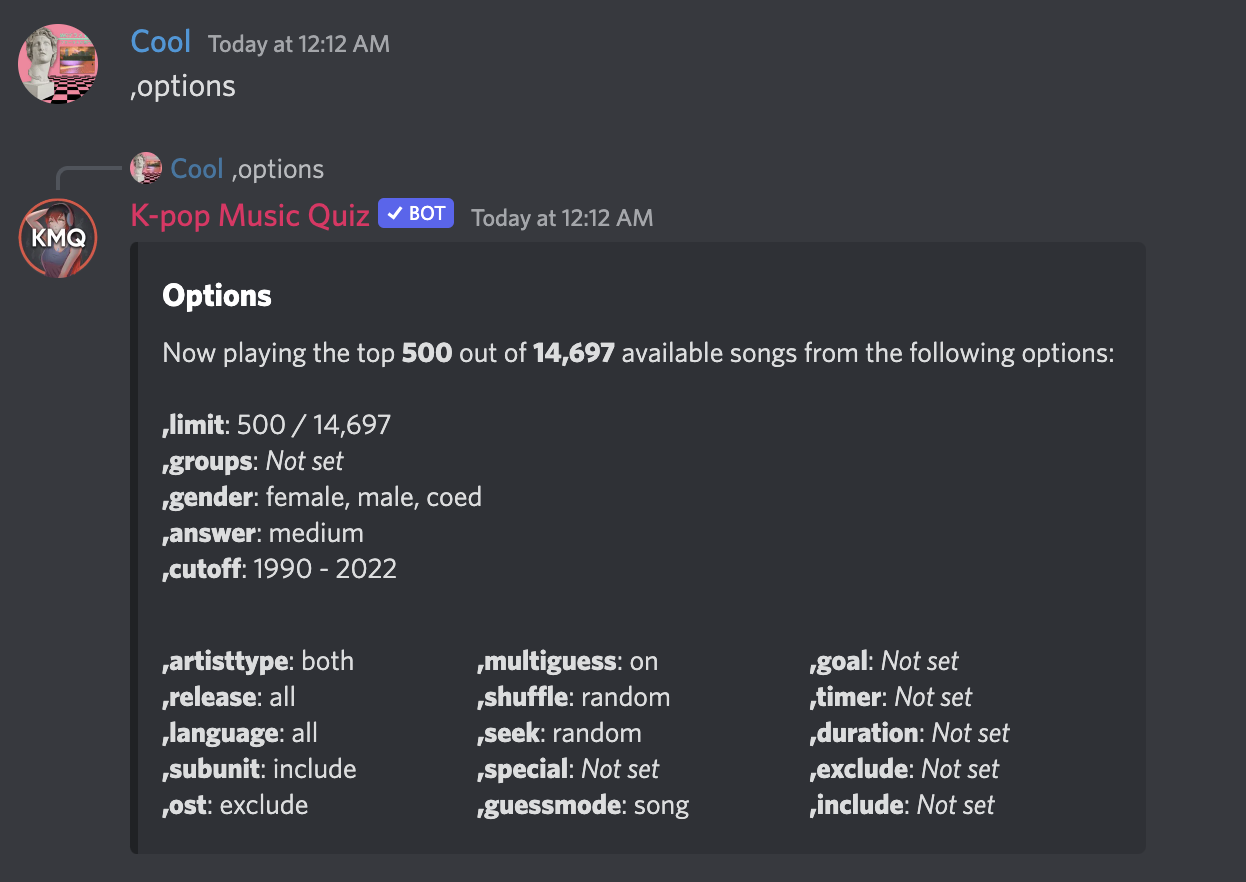 Cool Today at 12:12 AM
,options
Cool ,options
KMQ
K-pop Music Quiz BOT Today at 12:12 AM
Options
Now playing the top 500 out of 14,697 available songs from the following options:
,limit: 500 / 14,697
,groups: Not set
,gender: female, male, coed
,answer: medium
,cutoff: 1990 - 2022
,artisttype: both
,release: all
,language: all
,subunit: include
,ost: exclude
,multiguess: on
,shuffle: random
,seek: random
,special: Not set
,guessmode: song
,goal: Not set
,timer: Not set
,duration: Not set
,exclude: Not set
,include: Not set